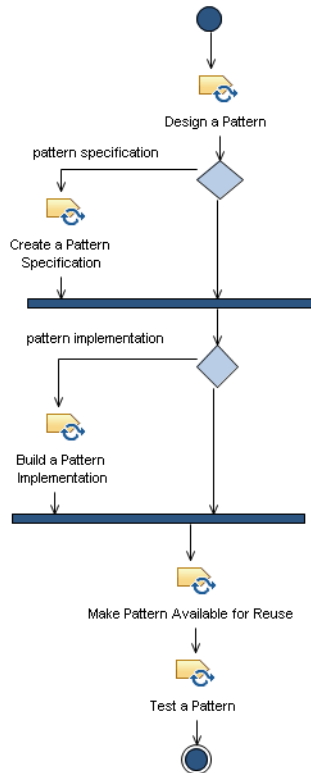 Design a Pattern
pattern specification
Create a Pattern
Specification
pattern implementation
Build a Pattern
Implementation
Make Pattern Available for Reuse
Test a Pattern